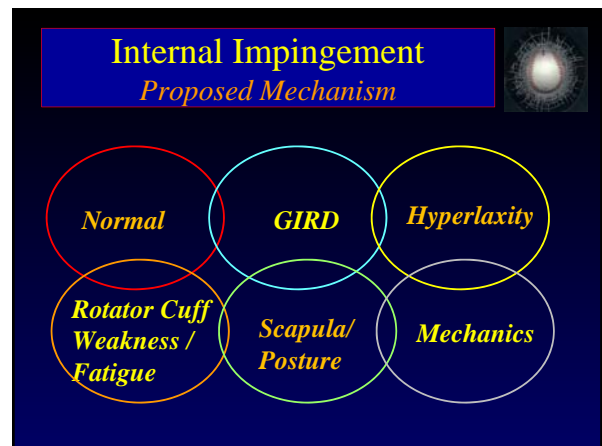 Internal Impingement
Proposed Mechanism
Normal
GIRD
Hyperlaxity
Rotator Cuff
Weakness /
Fatigue
Scapula/
Posture
Mechanics